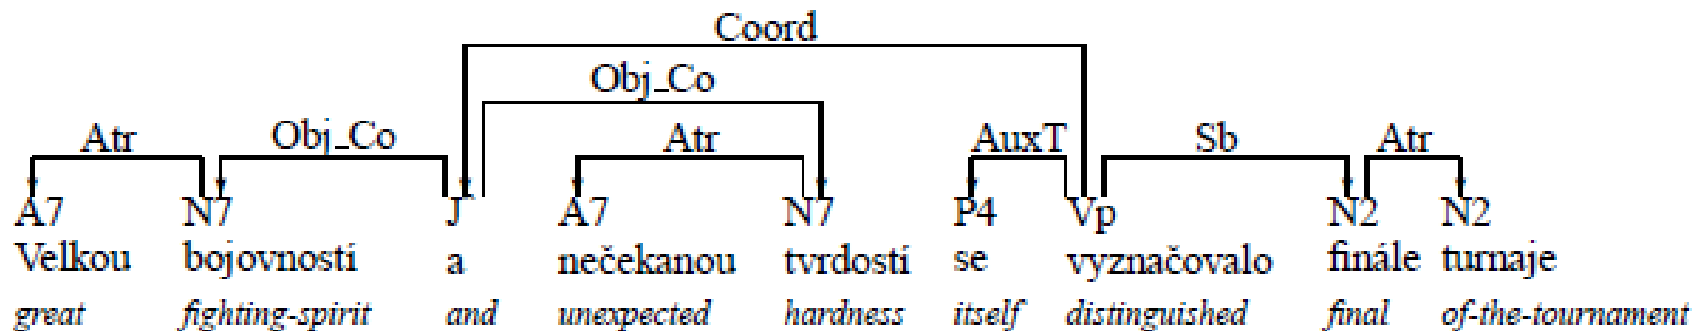 Coord
Obj_Co
Atr Obj_Co Atr AuxT Sb Atr
A7 N7 J^ A7 N7 P4 Vp N2 N2
Velkou bojovností a nečekanou tvrdostí se vyznačovalo finále turnaje
great fighting-spirit and unexpected hardness itself distinguished final of-the-tournament